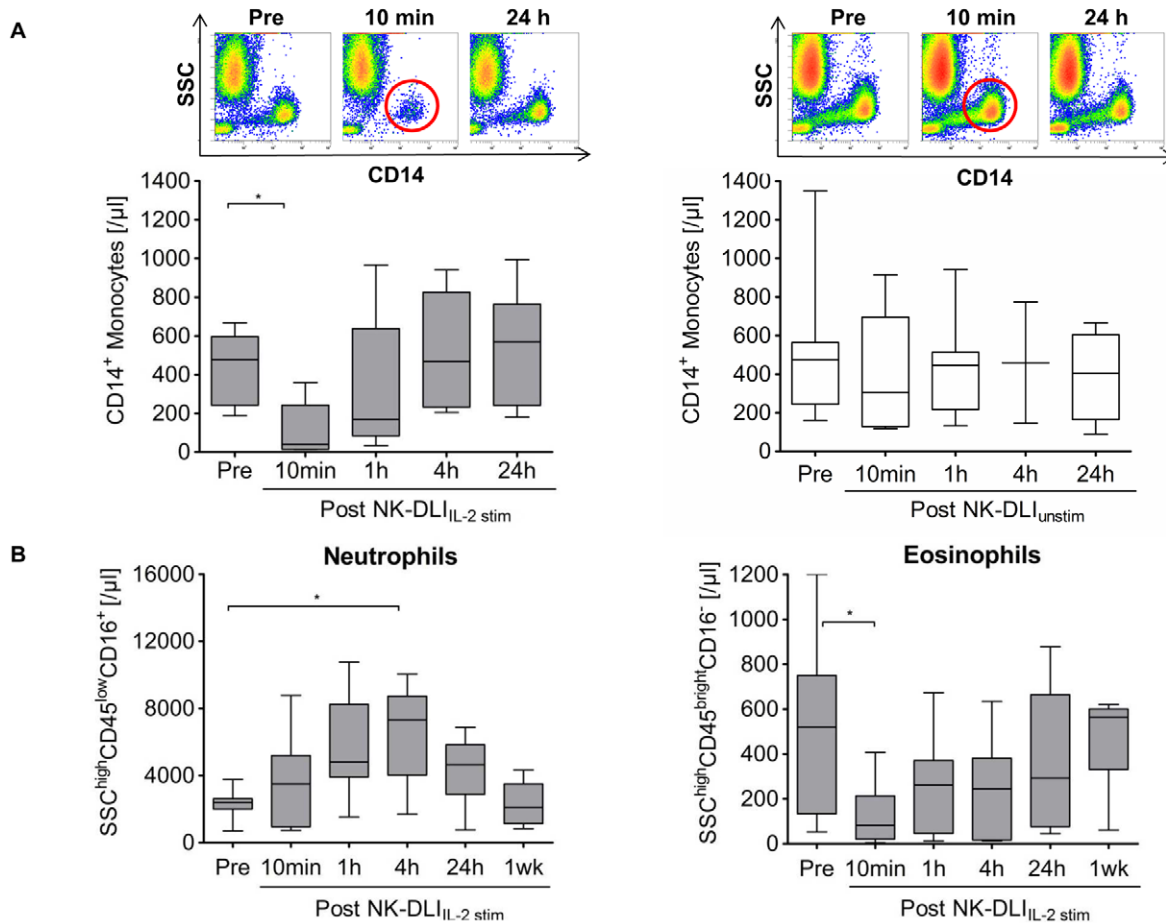 A
Pre 10 min 24 h
SSC
CD14
1400
1200
1000
800
600
400
200
0
CD14+ Monocytes [/µl]
*
Pre 10min 1h 4h 24h
Post NK-DLIIL-2 stim
Pre 10 min 24 h
SSC
CD14
1400
1200
1000
800
600
400
200
0
CD14+ Monocytes [/µl]
Pre 10min 1h 4h 24h
Post NK-DLIunstim
B
Neutrophils
16000
12000
8000
4000
0
SSChighCD45lowCD16+ [/µl]
*
Pre 10min 1h 4h 24h 1wk
Post NK-DLIIL-2 stim
Eosinophils
1200
1000
800
600
400
200
0
SSChighCD45brightCD16- [/µl]
*
Pre 10min 1h 4h 24h 1wk
Post NK-DLIIL-2 stim